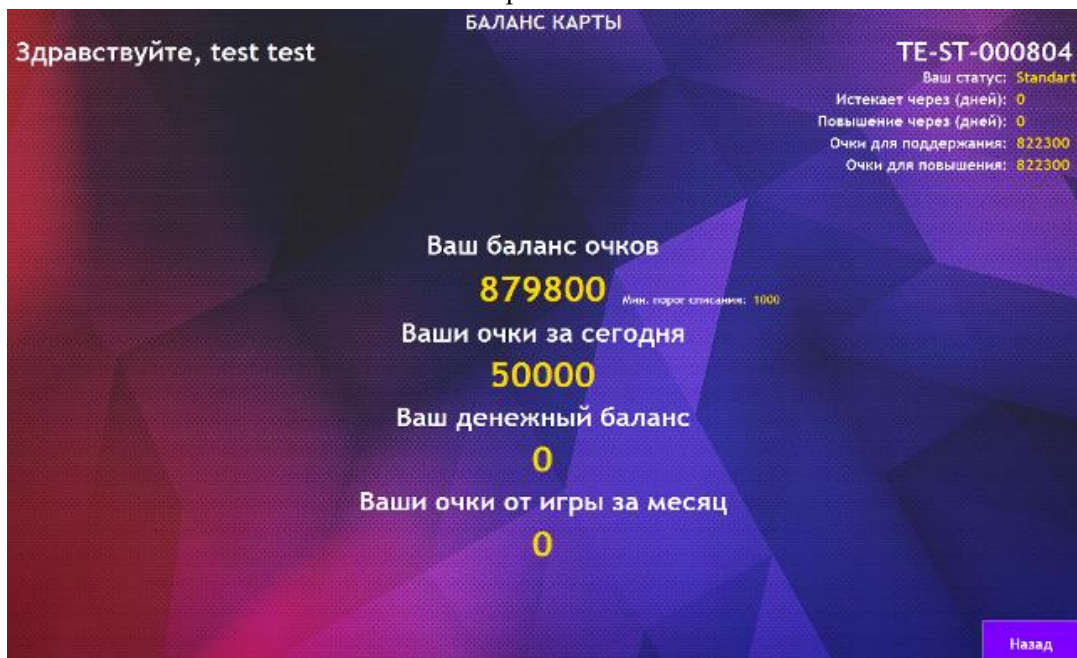 БАЛАНС КАРТЫ
Здравствуйте, test test
TE-ST-000804
Ваш статус: Standart
Истекает через (дней): 0
Повышение через (дней): 0
Очки для поддержания: 822300
Очки для повышения: 822300
Ваш баланс очков
879800 Мин. порог списания: 1000
Ваши очки за сегодня
50000
Ваш денежный баланс
0
Ваши очки от игры за месяц
0
Назад